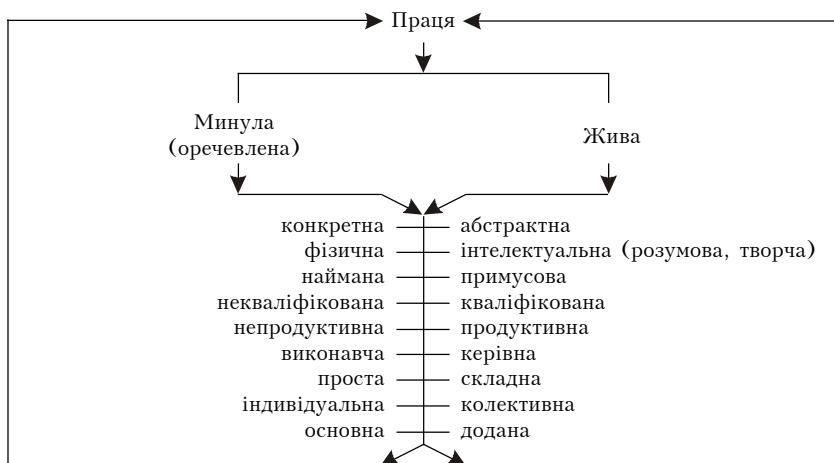 Праця
Минула
(оречевлена)
Жива
конкретна абстрактна
фізична інтелектуальна (розумова, творча)
наймана примусова
некваліфікована кваліфікована
непродуктивна продуктивна
виконавча керівна
проста складна
індивідуальна колективна
основна додана